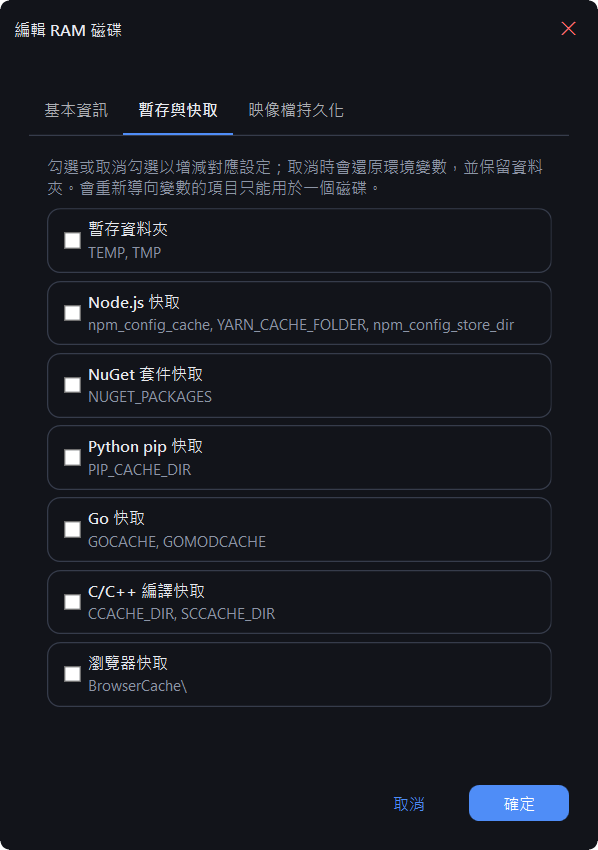 編輯 RAM 磁碟
基本資訊 暫存與快取 映像檔持久化
勾選或取消勾選以增減對應設定；取消時會還原環境變數，並保留資料
夾。會重新導向變數的項目只能用於一個磁碟。
暫存資料夾
TEMP, TMP
Node.js 快取
npm_config_cache, YARN_CACHE_FOLDER, npm_config_store_dir
NuGet 套件快取
NUGET_PACKAGES
Python pip 快取
PIP_CACHE_DIR
Go 快取
GOCACHE, GOMODCACHE
C/C++ 編譯快取
CCACHE_DIR, SCCACHE_DIR
瀏覽器快取
BrowserCache\
取消 確定